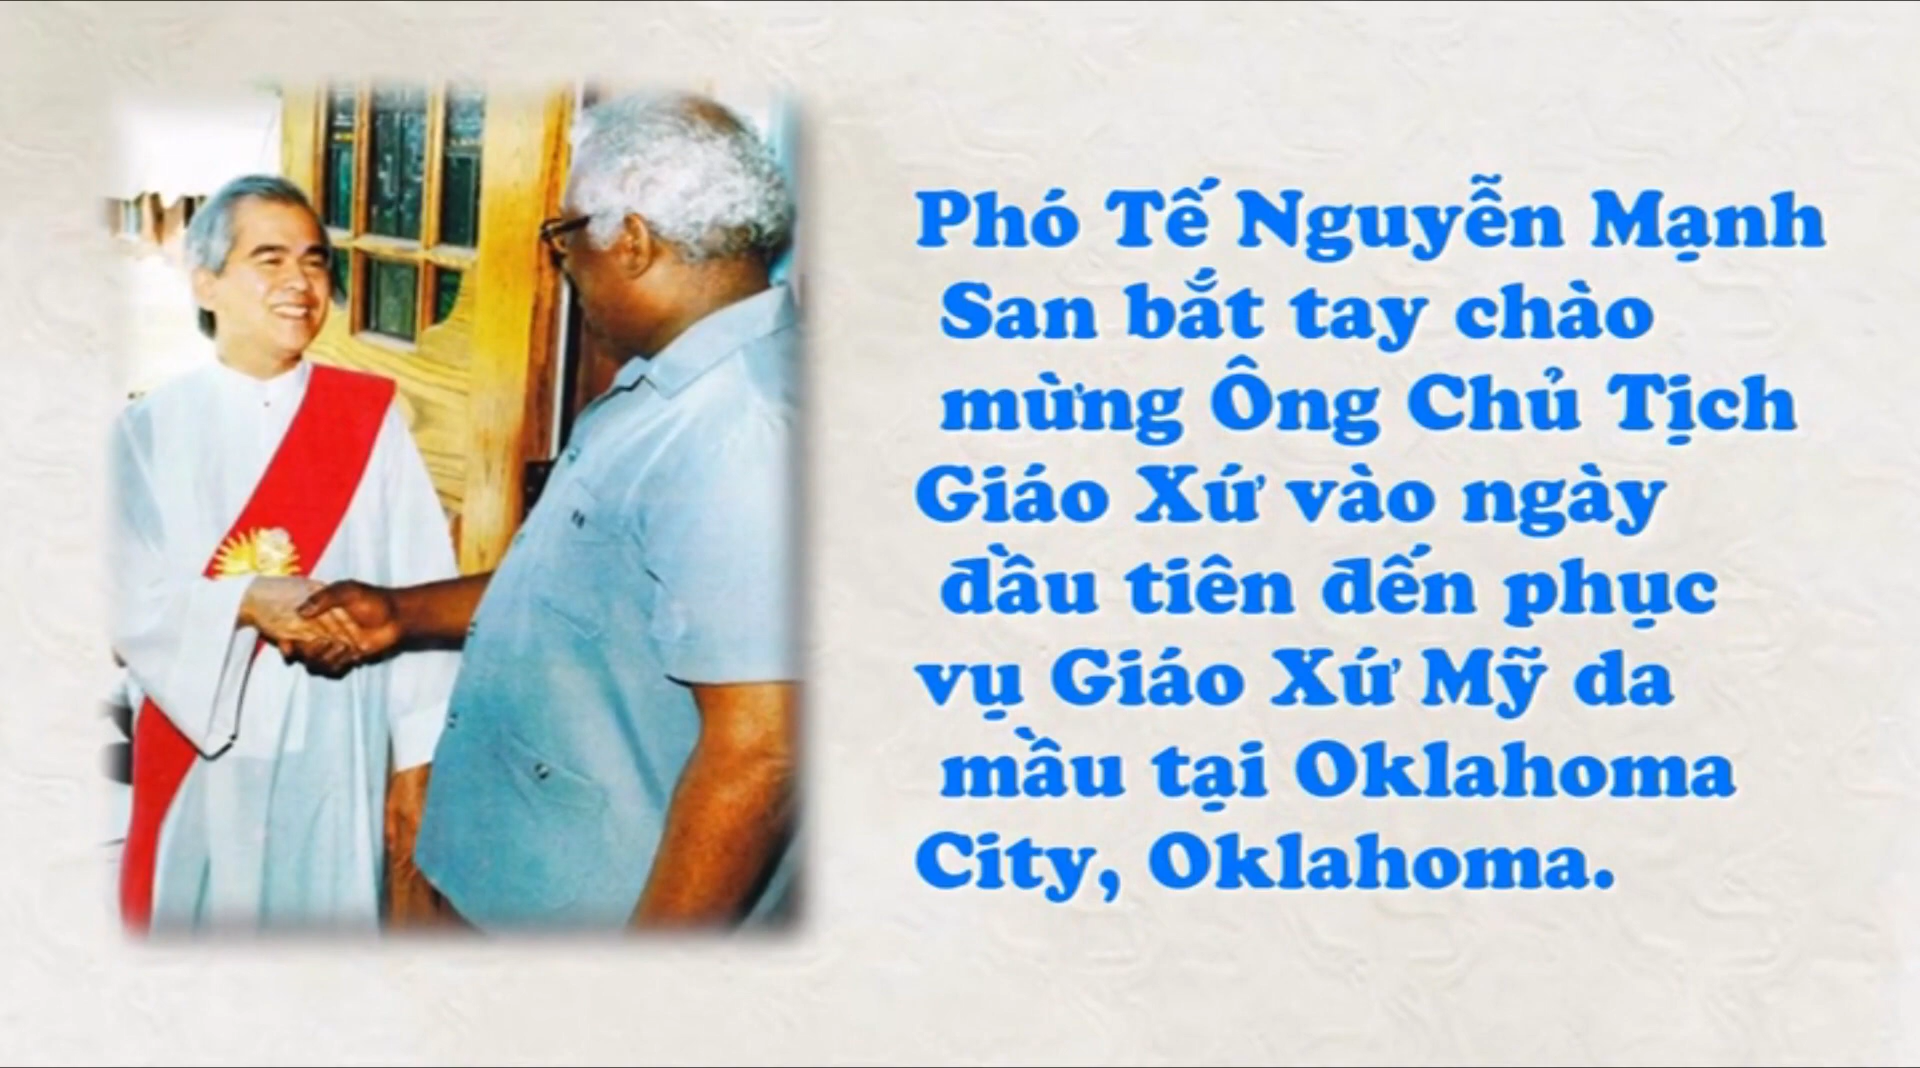 Phó Tế Nguyễn Mạnh
San bắt tay chào
mừng Ông Chủ Tịch
Giáo Xứ vào ngày
đầu tiên đến phục
vụ Giáo Xứ Mỹ da
mầu tại Oklahoma
City, Oklahoma.